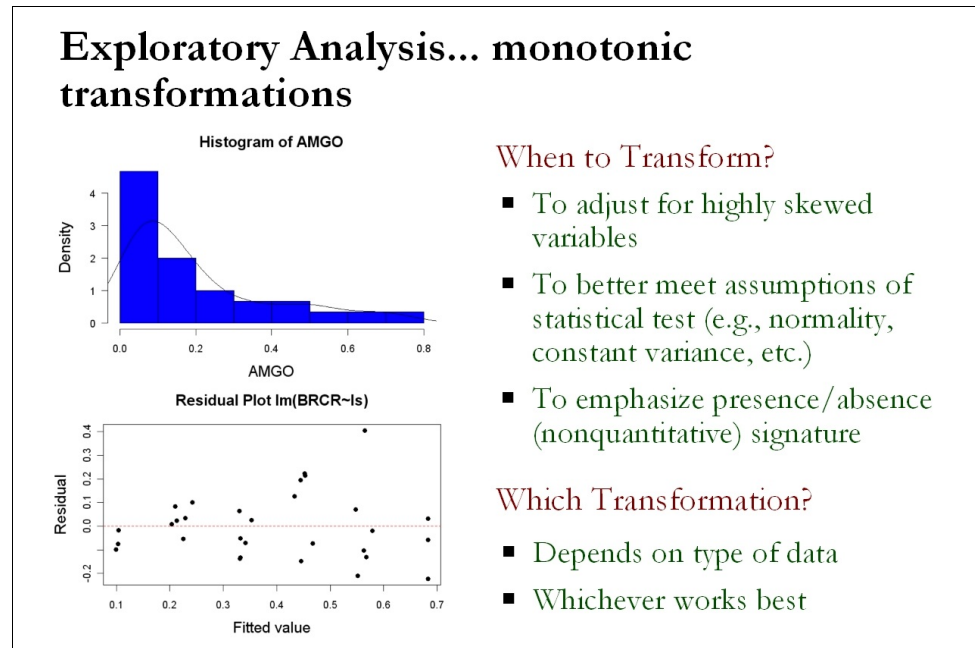 Exploratory Analysis... monotonic
transformations
Histogram of AMGO
Density
4
3
2
1
0
0.0 0.2 0.4 0.6 0.8
AMGO
Residual Plot lm(BRCR~ls)
Residual
0.4
0.3
0.2
0.1
0.0
-0.2
0.1 0.2 0.3 0.4 0.5 0.6 0.7
Fitted value
When to Transform?
▪ To adjust for highly skewed
variables
▪ To better meet assumptions of
statistical test (e.g., normality,
constant variance, etc.)
▪ To emphasize presence/absence
(nonquantitative) signature
Which Transformation?
▪ Depends on type of data
▪ Whichever works best